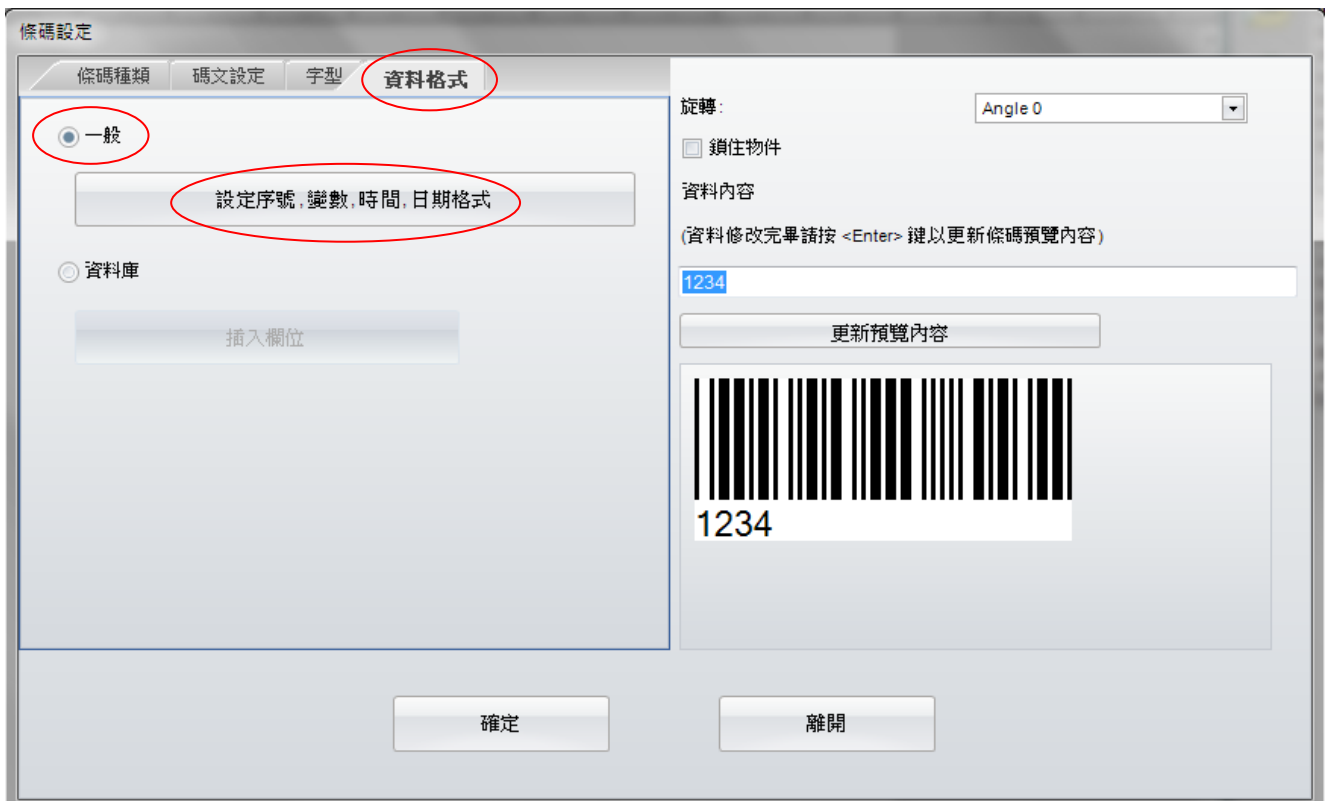 條碼設定
條碼種類 碼文設定 字型 資料格式
一般
設定序號,變數,時間,日期格式
資料庫
插入欄位
旋轉: Angle 0
鎖住物件
資料內容
(資料修改完畢請按 <Enter> 鍵以更新條碼預覽內容)
1234
更新預覽內容
1234
確定 離開